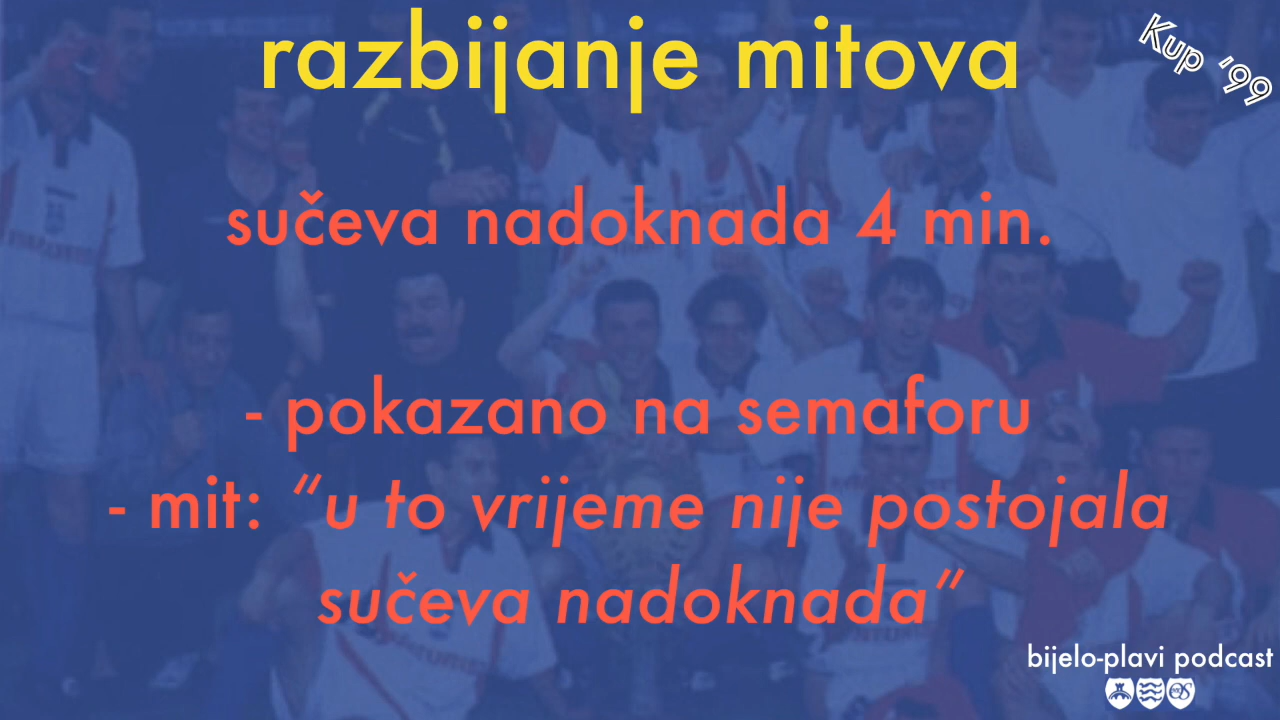 razbijanje mitova
Kup '99
sučeva nadoknada 4 min.
- pokazano na semaforu
- mit: “u to vrijeme nije postojala
sučeva nadoknada”
bijelo-plavi podcast